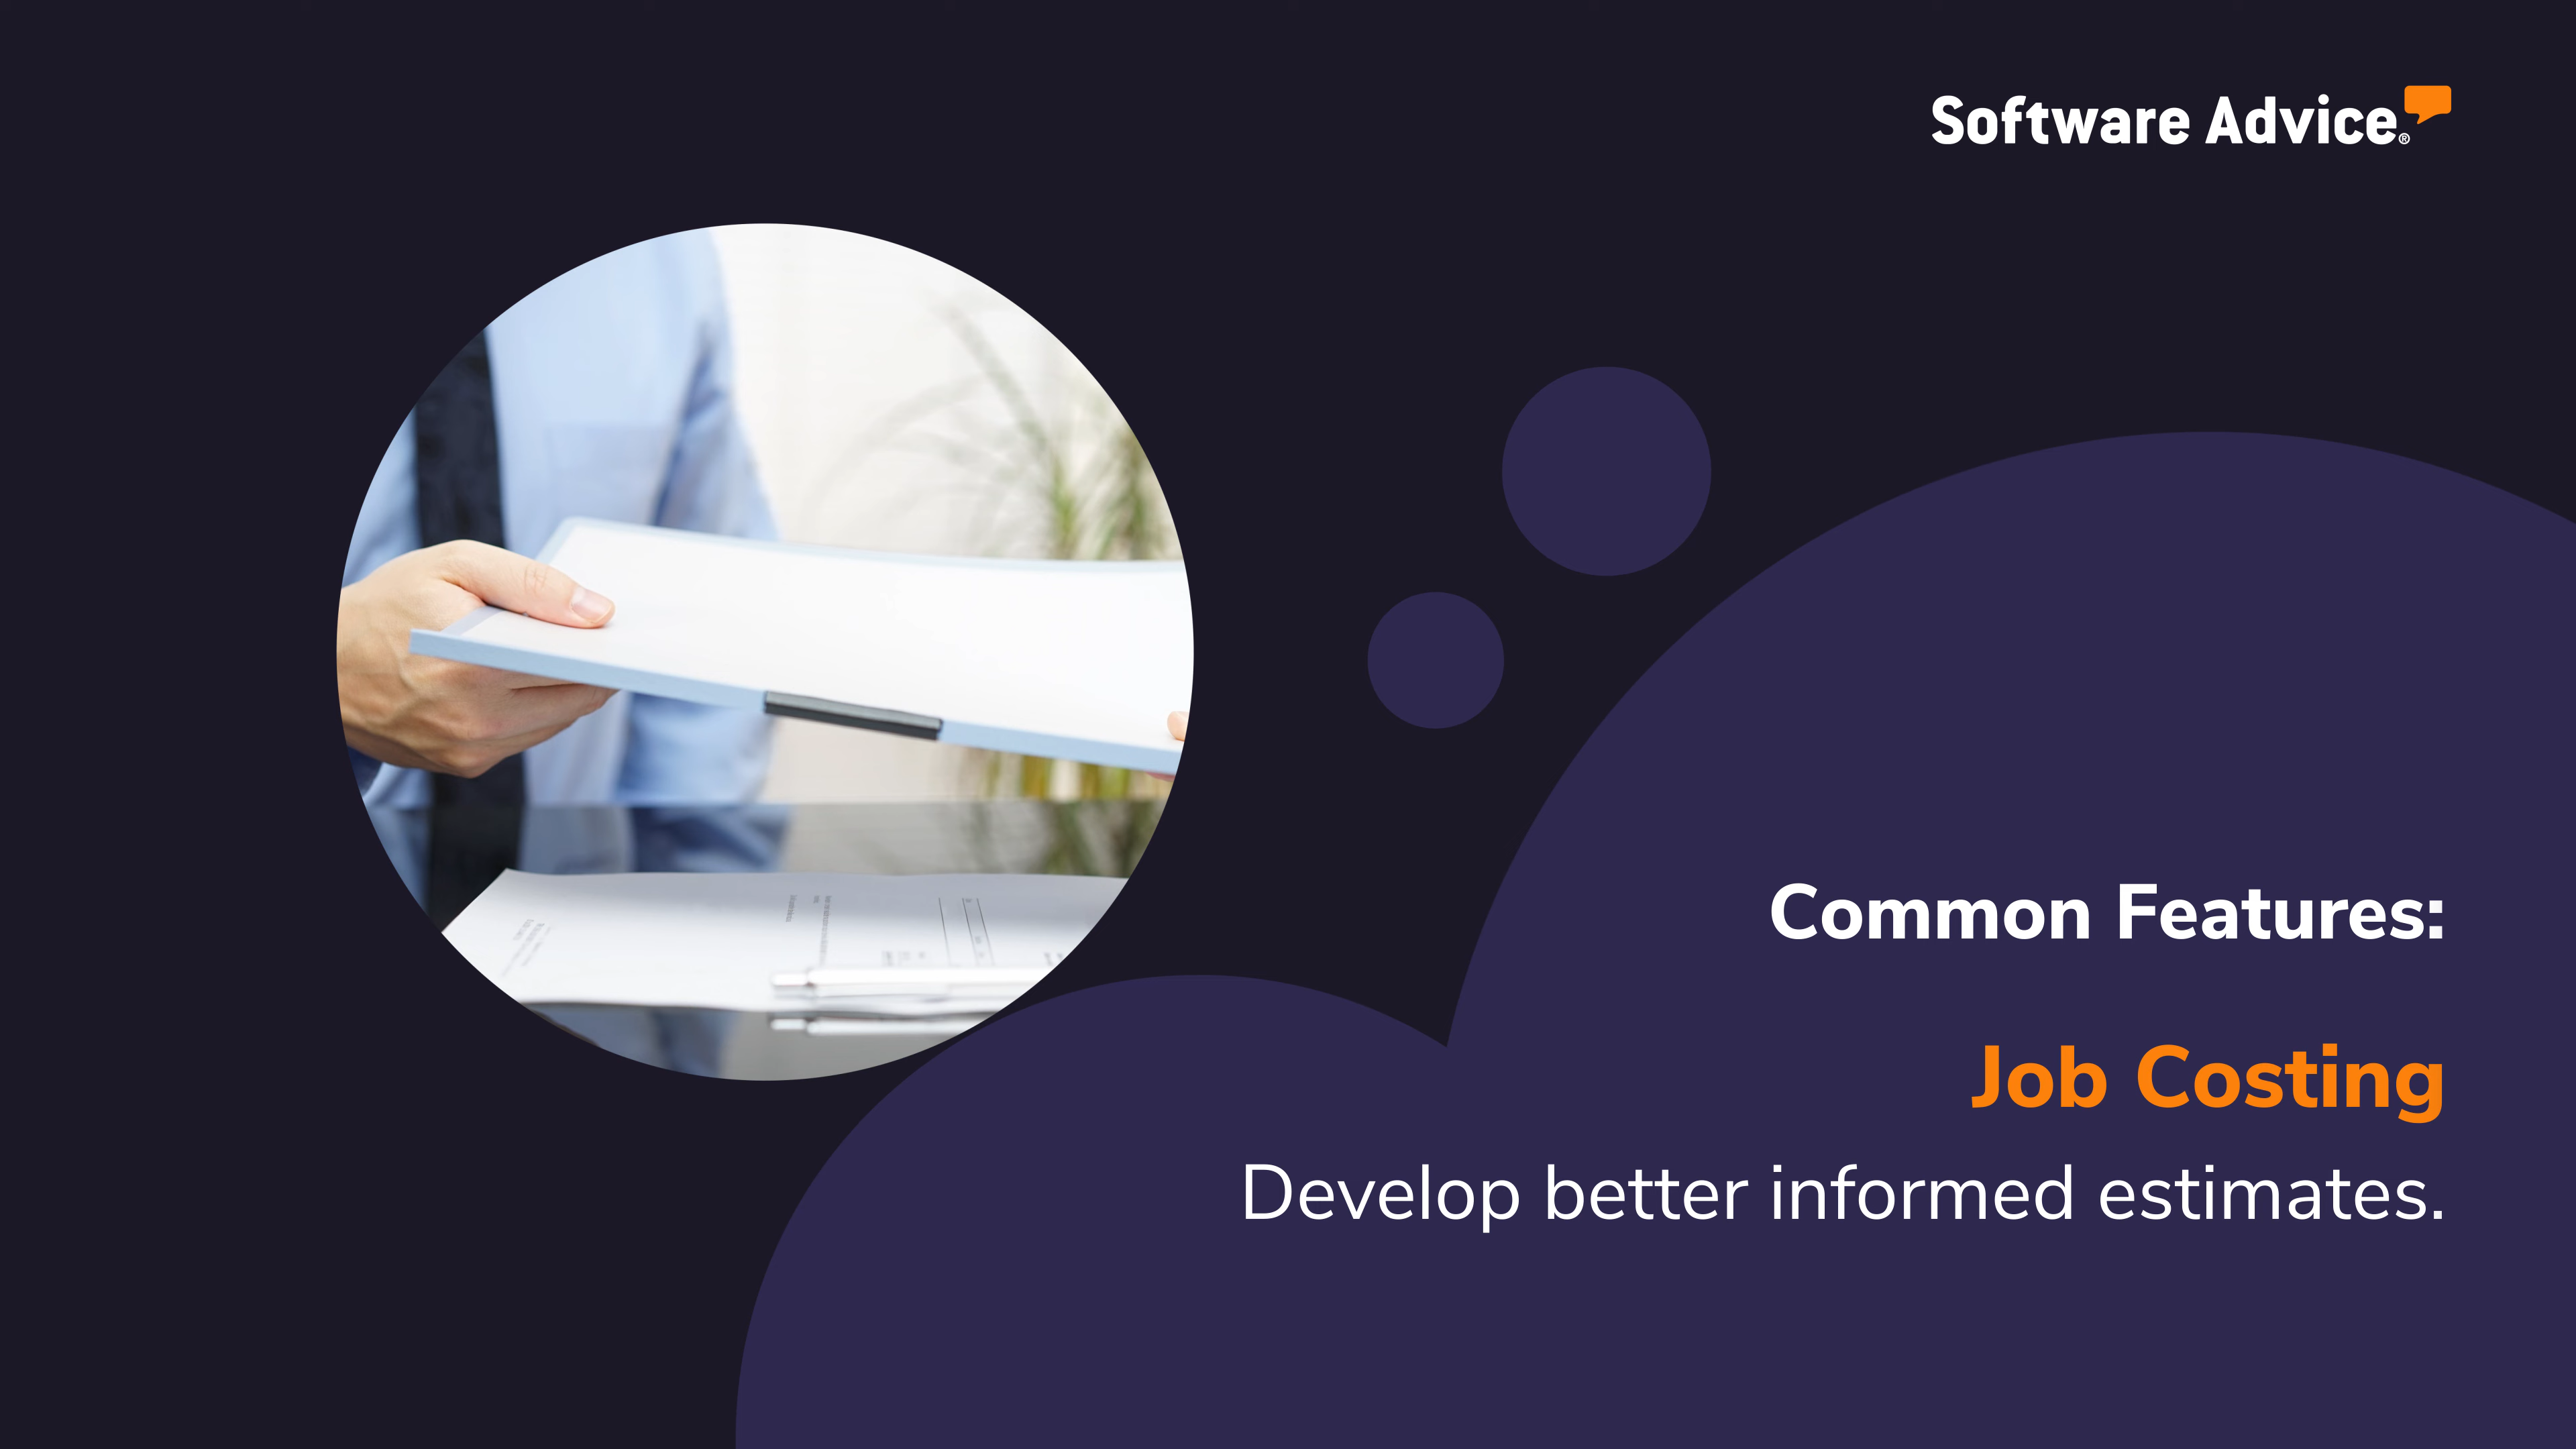 Software Advice®
Common Features:
Job Costing
Develop better informed estimates.